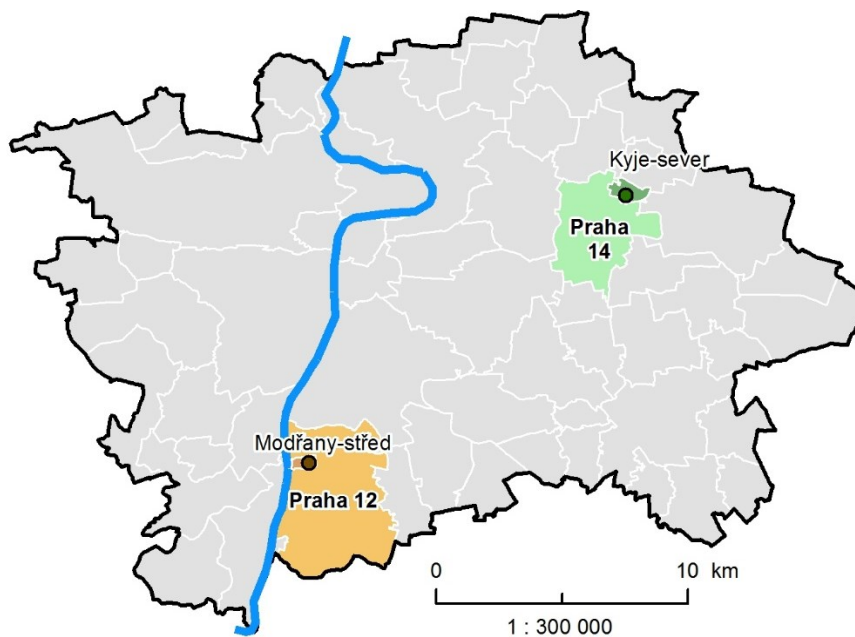 Kyje-sever
Praha
14
Modřany-střed
Praha 12
0 10 km
1 : 300 000